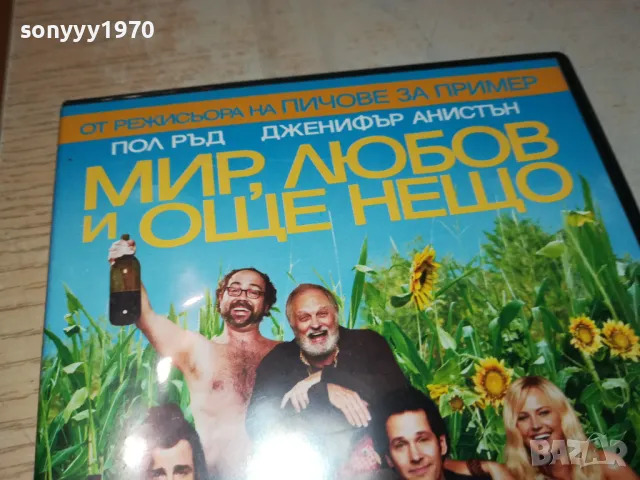 sonyyy1970
ОТ РЕЖИСЬОРА НА ПИЧОВЕ ЗА ПРИМЕР
ПОЛ РЪД ДЖЕНИФЪР АНИСТЪН
МИР, ЛЮБОВ
И ОЩЕ НЕЩО
BAZAR